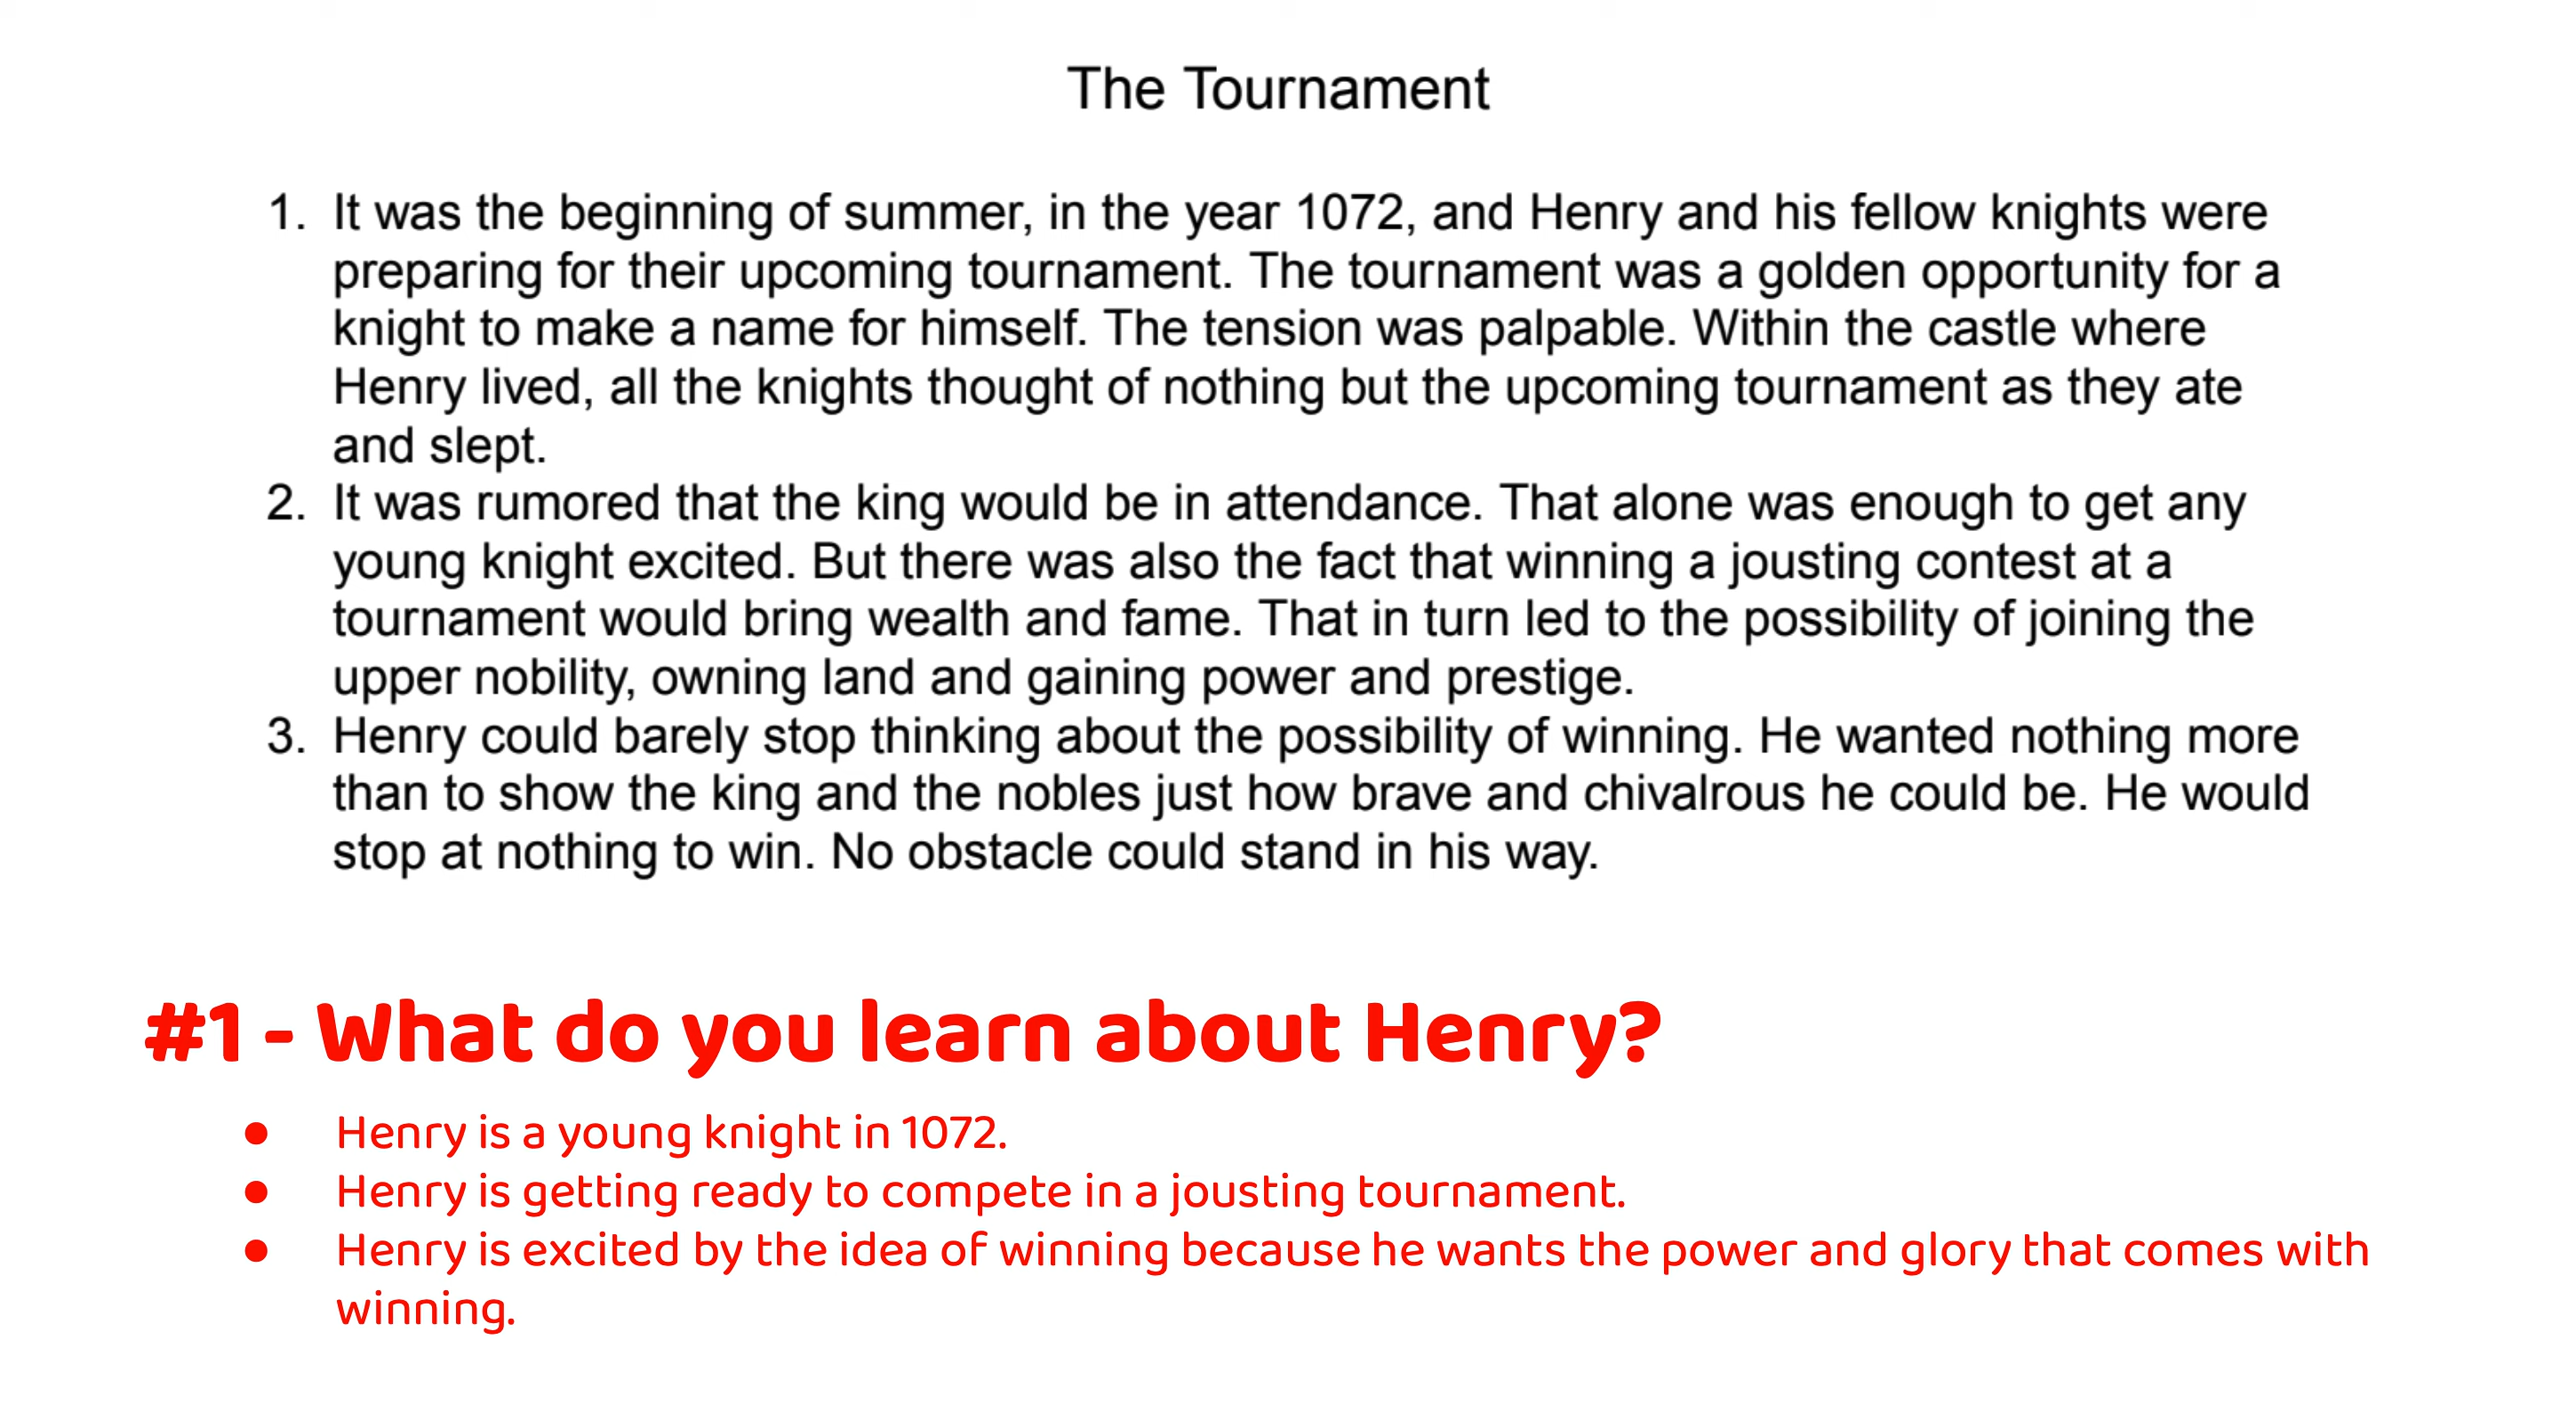 The Tournament
1. It was the beginning of summer, in the year 1072, and Henry and his fellow knights were
preparing for their upcoming tournament. The tournament was a golden opportunity for a
knight to make a name for himself. The tension was palpable. Within the castle where
Henry lived, all the knights thought of nothing but the upcoming tournament as they ate
and slept.
2. It was rumored that the king would be in attendance. That alone was enough to get any
young knight excited. But there was also the fact that winning a jousting contest at a
tournament would bring wealth and fame. That in turn led to the possibility of joining the
upper nobility, owning land and gaining power and prestige.
3. Henry could barely stop thinking about the possibility of winning. He wanted nothing more
than to show the king and the nobles just how brave and chivalrous he could be. He would
stop at nothing to win. No obstacle could stand in his way.
#1 - What do you learn about Henry?
● Henry is a young knight in 1072.
● Henry is getting ready to compete in a jousting tournament.
● Henry is excited by the idea of winning because he wants the power and glory that comes with
winning.